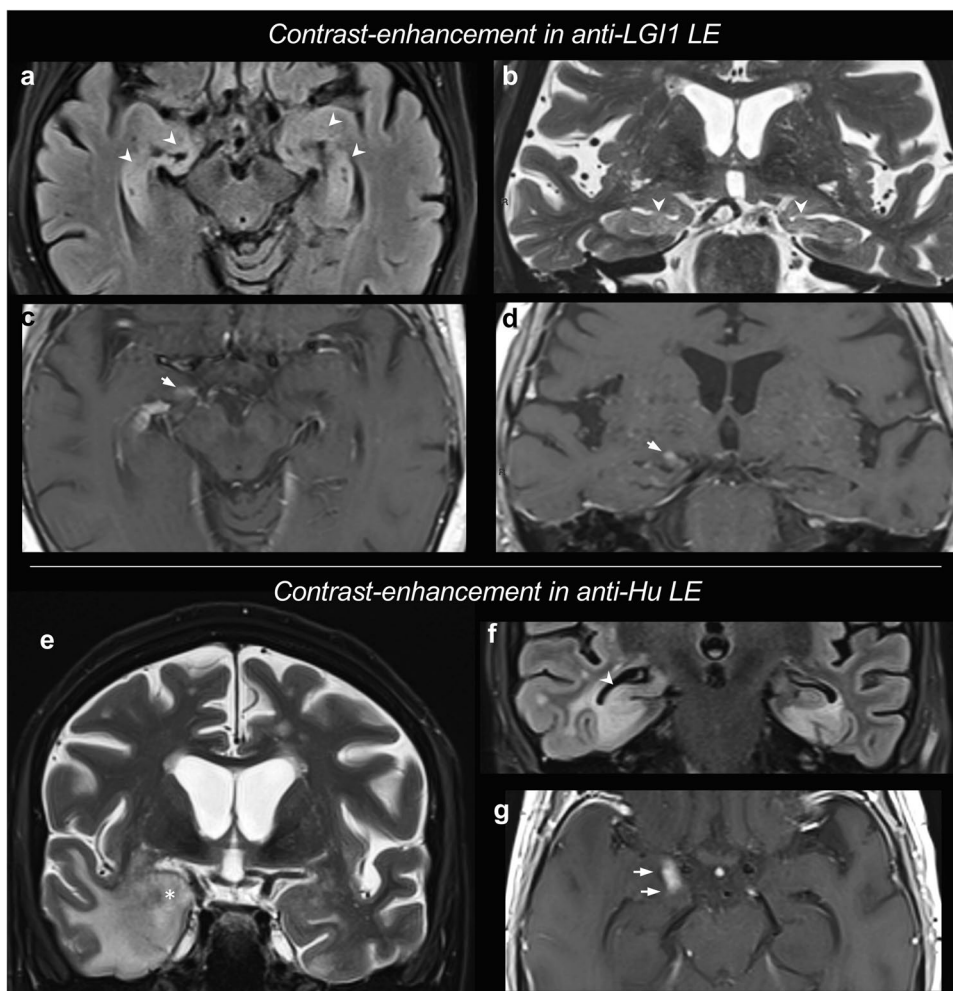 Contrast-enhancement in anti-LGI1 LE
a
b
R
c
d
R
Contrast-enhancement in anti-Hu LE
e
f
*
g